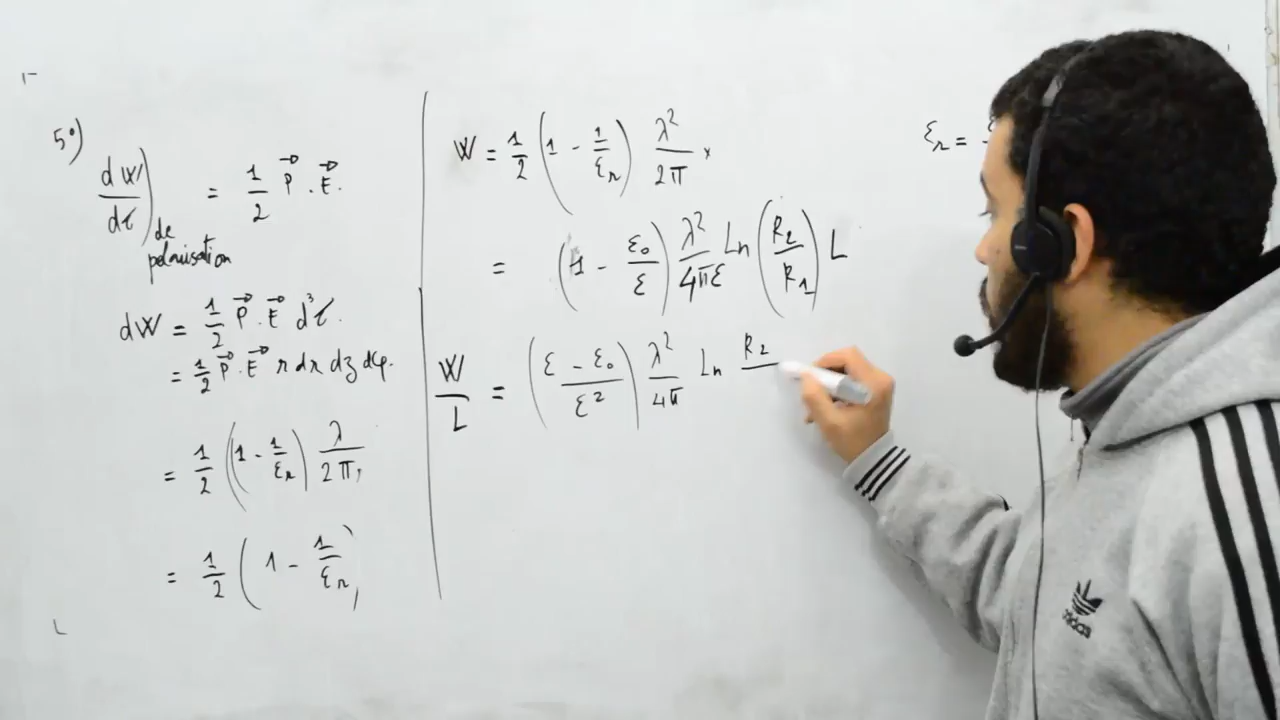 5°)
dW/dτ)de polarisation = 1/2 P⃗ . E⃗.
dW = 1/2 P⃗ . E⃗ d³τ.
= 1/2 P⃗ . E⃗ r dr dz dφ.
= 1/2 (1 - 1/εr) λ/2π
= 1/2 ( 1 - 1/εr
W = 1/2 (1 - 1/εr) λ²/2π ×
= (1 - ε₀/ε) λ²/4πε Ln (R₂/R₁) L
W/L = (ε - ε₀/ε²) λ²/4π Ln R₂
εr =
adidas